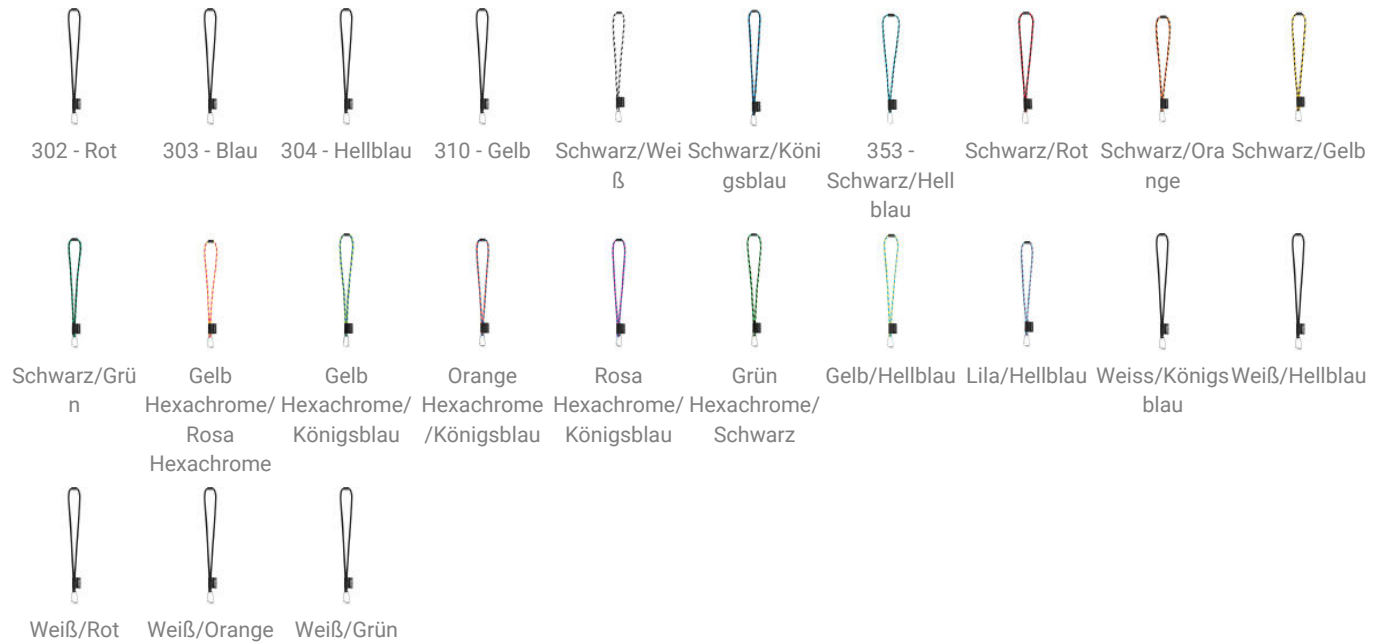 302 - Rot
303 - Blau
304 - Hellblau
310 - Gelb
Schwarz/Wei
ß
Schwarz/Köni
gsblau
353 -
Schwarz/Hell
blau
Schwarz/Rot
Schwarz/Ora
nge
Schwarz/Gelb
Schwarz/Grü
n
Gelb
Hexachrome/
Rosa
Hexachrome
Gelb
Hexachrome/
Königsblau
Orange
Hexachrome
/Königsblau
Rosa
Hexachrome/
Königsblau
Grün
Hexachrome/
Schwarz
Gelb/Hellblau
Lila/Hellblau
Weiss/Königs
blau
Weiß/Hellblau
Weiß/Rot
Weiß/Orange
Weiß/Grün